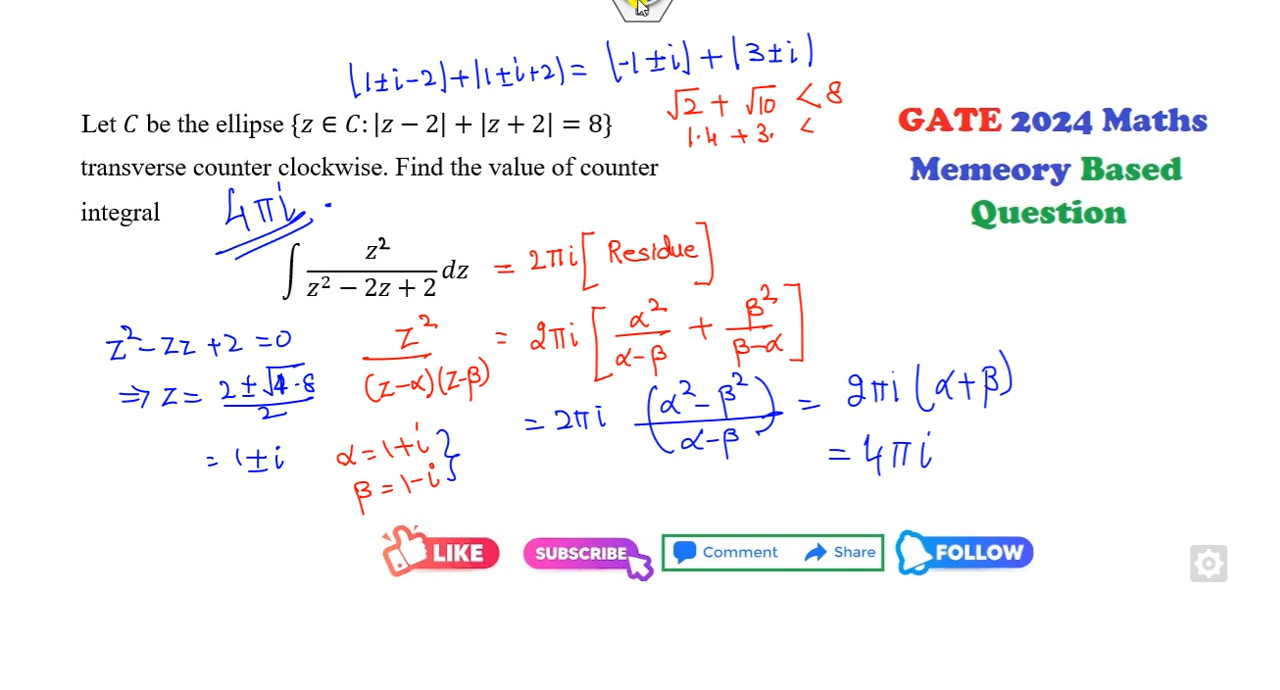 |1±i-2|+|1±i+2| = |-1±i|+|3±i|
√2 + √10 < 8
1.4 + 3. <
Let C be the ellipse {z ∈ C: |z − 2| + |z + 2| = 8}
transverse counter clockwise. Find the value of counter
integral 4πi.
GATE 2024 Maths
Memeory Based
Question
∫ z²/(z² − 2z + 2) dz = 2πi [Residue]
z²-2z+2=0
⇒ z = (2±√4-8)/2
= 1±i
z²/((z-α)(z-β)) = 2πi [α²/(α-β) + β²/(β-α)]
α=1+i
β=1-i
= 2πi (α²-β²)/(α-β) = 2πi(α+β)
= 4πi
LIKE SUBSCRIBE Comment Share FOLLOW